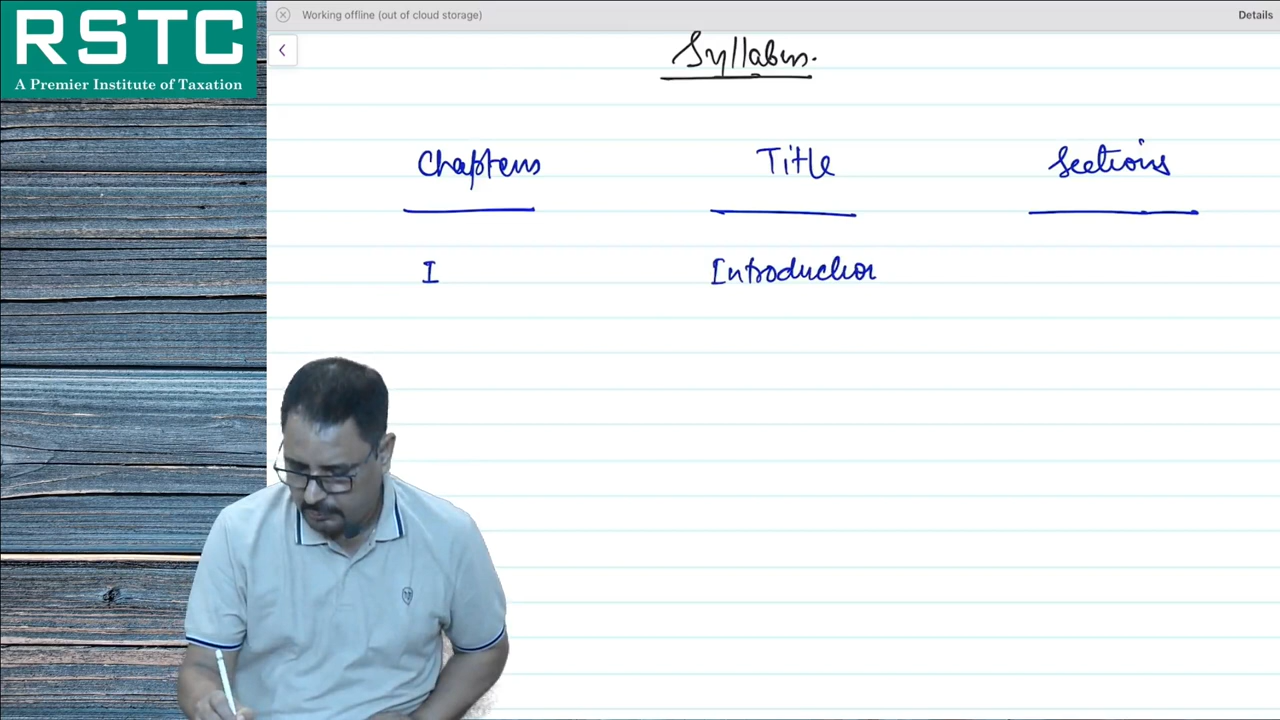 RSTC
A Premier Institute of Taxation
Working offline (out of cloud storage)
Details
Syllabus.
Chapters Title Sections
I Introduction